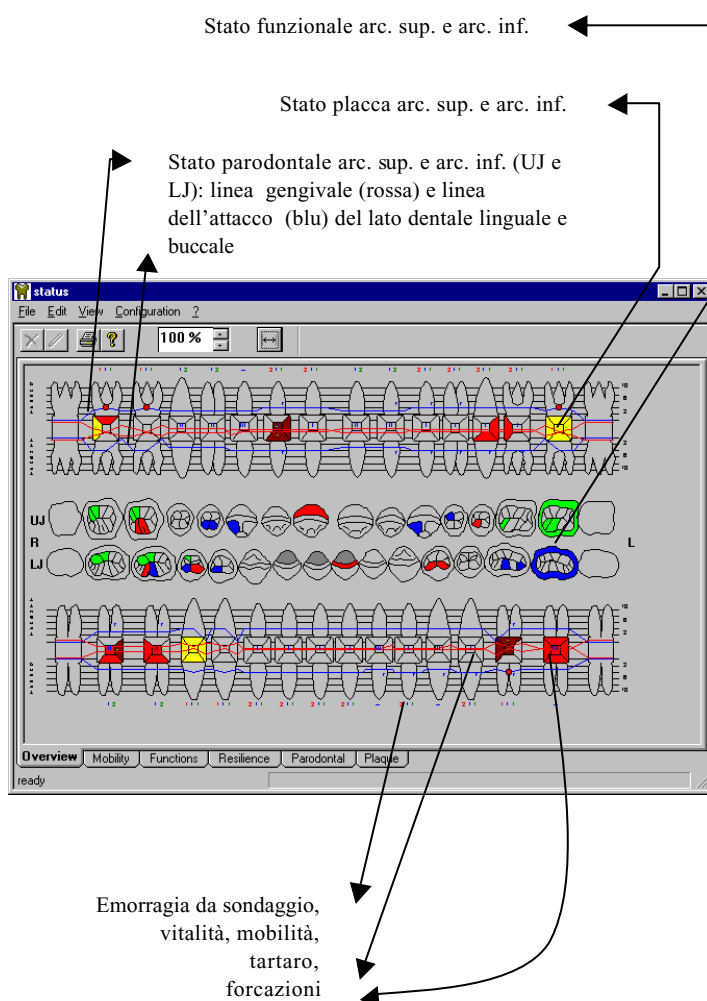 Stato funzionale arc. sup. e arc. inf.
Stato placca arc. sup. e arc. inf.
Stato parodontale arc. sup. e arc. inf. (UJ e
LJ): linea gengivale (rossa) e linea
dell'attacco (blu) del lato dentale linguale e
buccale
status
File Edit View Configuration ?
100 %
UJ
R
L
LJ
Overview Mobility Functions Resilience Parodontal Plaque
ready
Emorragia da sondaggio,
vitalità, mobilità,
tartaro,
forcazioni